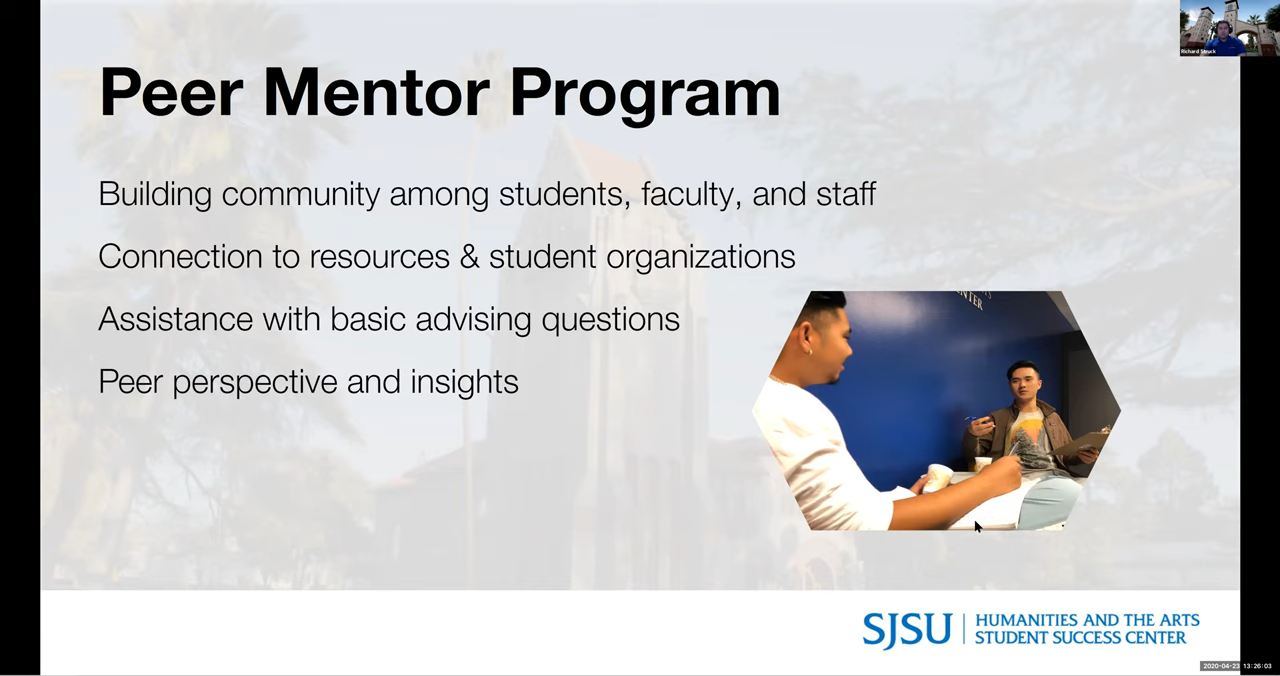 Richard Struck
Peer Mentor Program
Building community among students, faculty, and staff
Connection to resources & student organizations
Assistance with basic advising questions
Peer perspective and insights
SJSU
HUMANITIES AND THE ARTS
STUDENT SUCCESS CENTER
2020-04-23 13:26:03